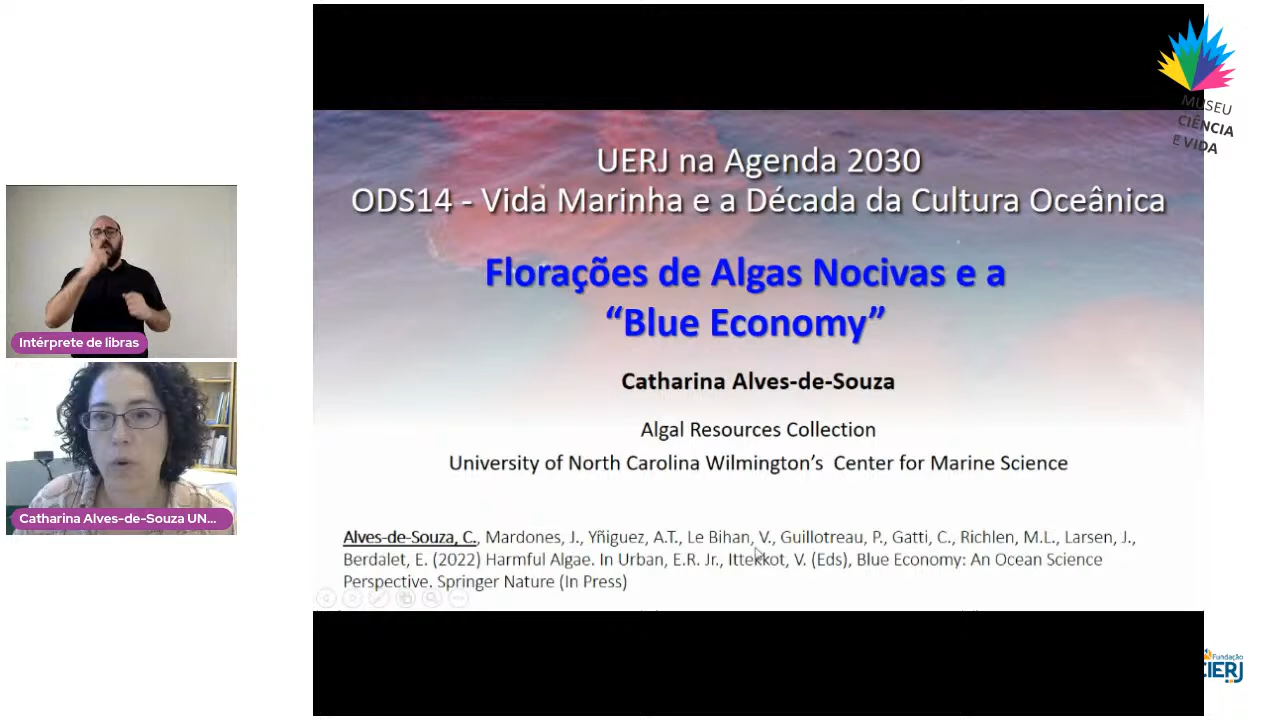 MUSEU
CIÊNCIA
E VIDA
UERJ na Agenda 2030
ODS14 - Vida Marinha e a Década da Cultura Oceânica
Florações de Algas Nocivas e a
“Blue Economy”
Catharina Alves-de-Souza
Algal Resources Collection
University of North Carolina Wilmington’s Center for Marine Science
Alves-de-Souza, C., Mardones, J., Yñiguez, A.T., Le Bihan, V., Guillotreau, P., Gatti, C., Richlen, M.L., Larsen, J.,
Berdalet, E. (2022) Harmful Algae. In Urban, E.R. Jr., Ittekkot, V. (Eds), Blue Economy: An Ocean Science
Perspective. Springer Nature (In Press)
Intérprete de libras
Catharina Alves-de-Souza UN...
Fundação
CIERJ